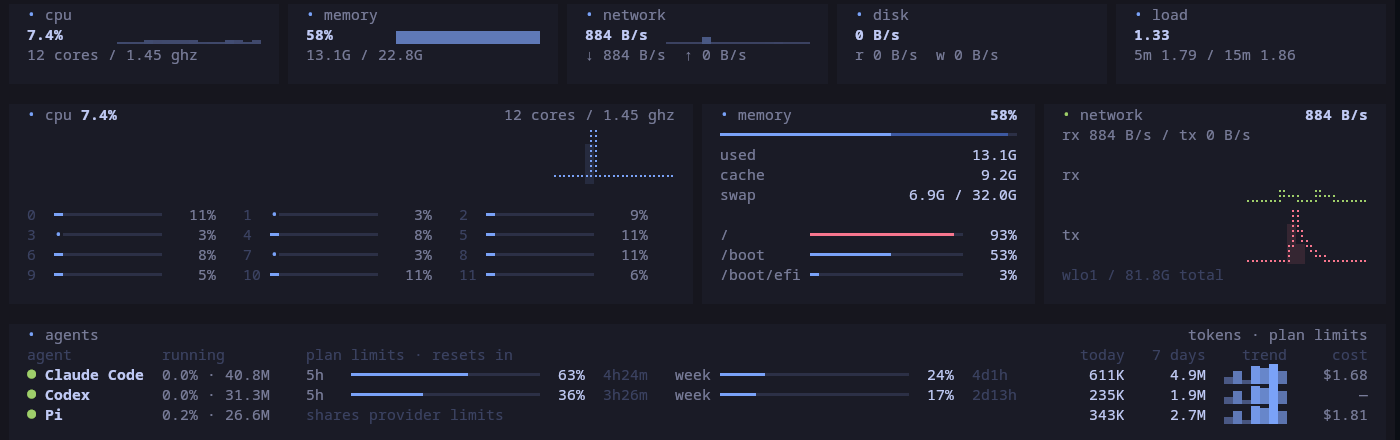 • cpu
7.4%
12 cores / 1.45 ghz
• memory
58%
13.1G / 22.8G
• network
884 B/s
↓ 884 B/s ↑ 0 B/s
• disk
0 B/s
r 0 B/s w 0 B/s
• load
1.33
5m 1.79 / 15m 1.86
• cpu 7.4% 12 cores / 1.45 ghz
0 11% 1 3% 2 9%
3 3% 4 8% 5 11%
6 8% 7 3% 8 11%
9 5% 10 11% 11 6%
• memory 58%
used 13.1G
cache 9.2G
swap 6.9G / 32.0G
/ 93%
/boot 53%
/boot/efi 3%
• network 884 B/s
rx 884 B/s / tx 0 B/s
rx
tx
wlo1 / 81.8G total
• agents tokens · plan limits
agent running plan limits · resets in today 7 days trend cost
Claude Code 0.0% · 40.8M 5h 63% 4h24m week 24% 4d1h 611K 4.9M $1.68
Codex 0.0% · 31.3M 5h 36% 3h26m week 17% 2d13h 235K 1.9M —
Pi 0.2% · 26.6M shares provider limits 343K 2.7M $1.81